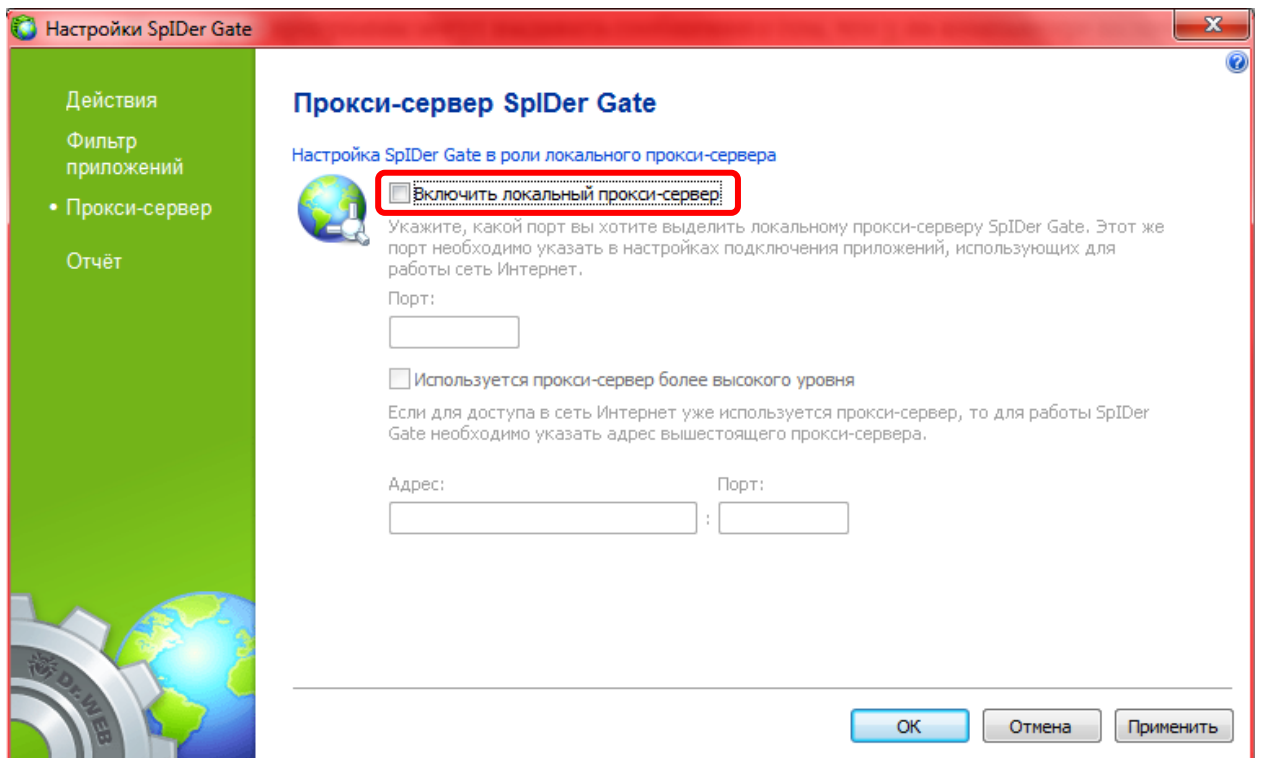 Настройки SpIDer Gate
X
?
Действия
Фильтр
приложений
• Прокси-сервер
Отчёт
Прокси-сервер SpIDer Gate
Настройка SpIDer Gate в роли локального прокси-сервера
Включить локальный прокси-сервер
Укажите, какой порт вы хотите выделить локальному прокси-серверу SpIDer Gate. Этот же
порт необходимо указать в настройках подключения приложений, использующих для
работы сеть Интернет.
Порт:
Используется прокси-сервер более высокого уровня
Если для доступа в сеть Интернет уже используется прокси-сервер, то для работы SpIDer
Gate необходимо указать адрес вышестоящего прокси-сервера.
Адрес: Порт:
:
Dr.WEB
OK Отмена Применить